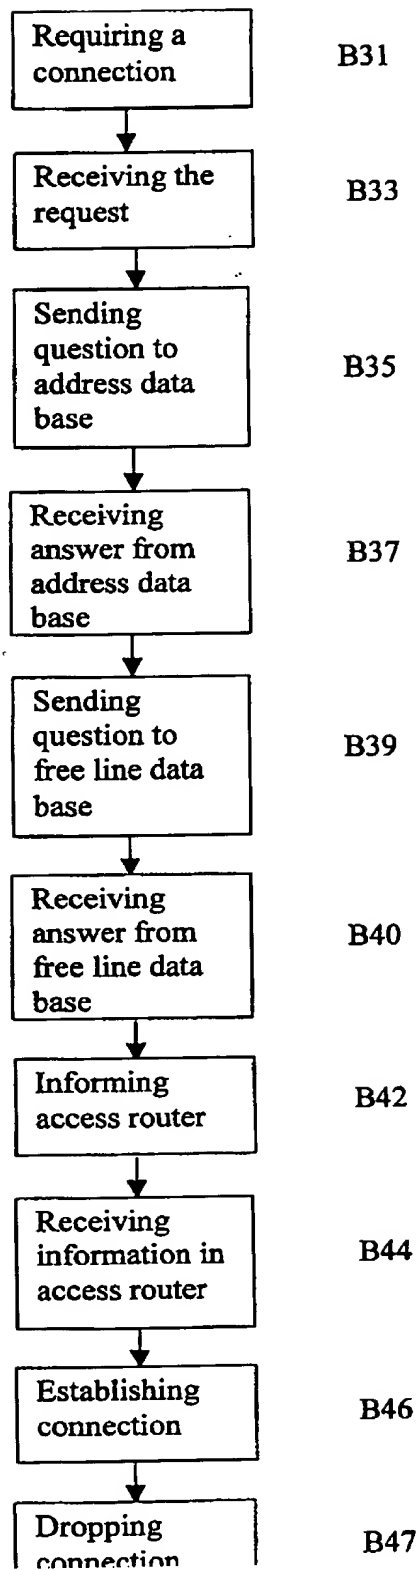 Requiring a
connection
B31
Receiving the
request
B33
Sending
question to
address data
base
B35
Receiving
answer from
address data
base
B37
Sending
question to
free line data
base
B39
Receiving
answer from
free line data
base
B40
Informing
access router
B42
Receiving
information in
access router
B44
Establishing
connection
B46
Dropping
connection
B47